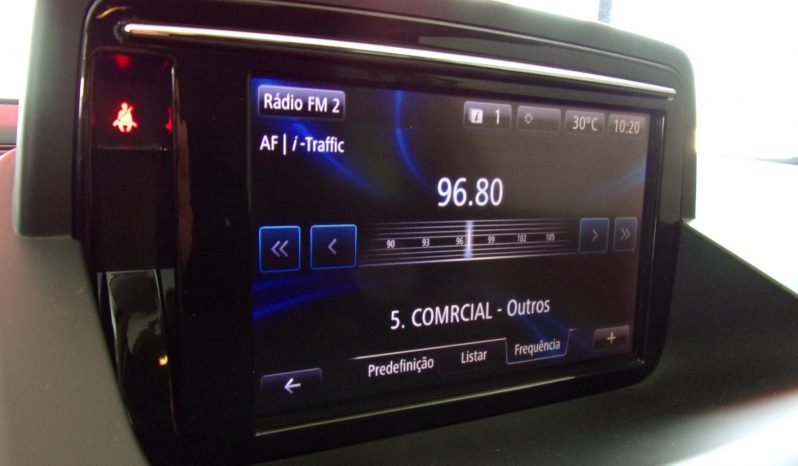 Rádio FM 2
i 1
30°C
10:20
AF | i-Traffic
96.80
90 93 96 99 102 105
5. COMRCIAL - Outros
Predefinição Listar Frequência